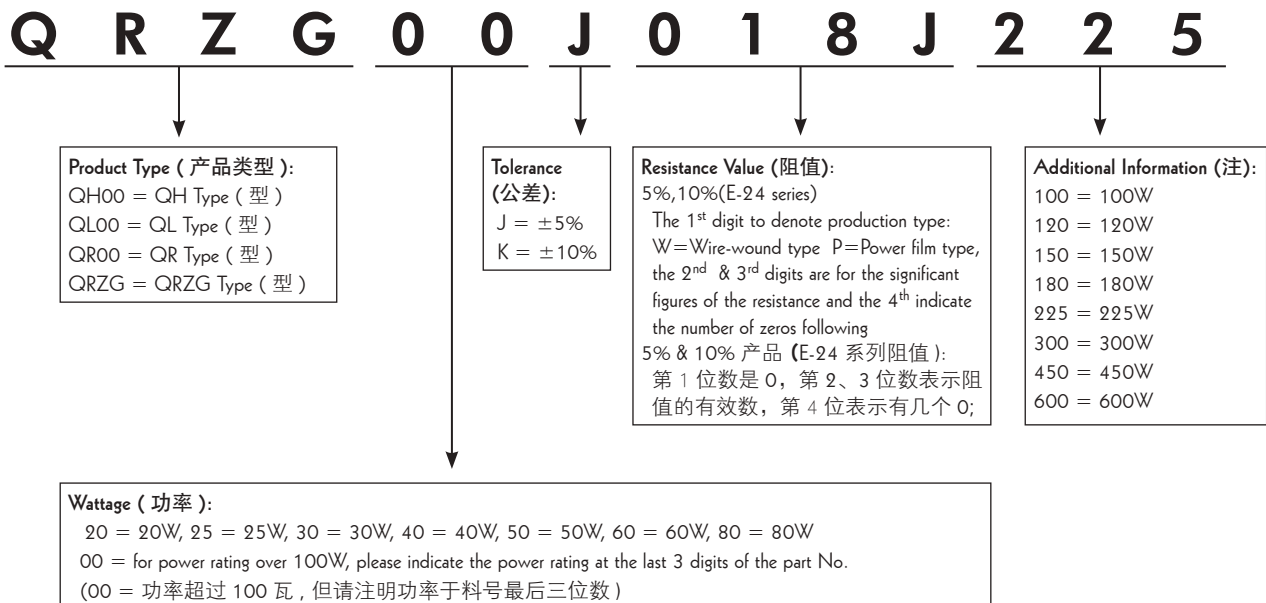 Q R Z G 0 0 J 0 1 8 J 2 2 5
Product Type ( 产品类型 ):
QH00 = QH Type ( 型 )
QL00 = QL Type ( 型 )
QR00 = QR Type ( 型 )
QRZG = QRZG Type ( 型 )
Tolerance
(公差):
J = ±5%
K = ±10%
Resistance Value (阻值):
5%,10%(E-24 series)
The 1st digit to denote production type:
W=Wire-wound type P=Power film type,
the 2nd & 3rd digits are for the significant
figures of the resistance and the 4th indicate
the number of zeros following
5% & 10% 产品 (E-24 系列阻值 ):
第 1 位数是 0，第 2、3 位数表示阻
值的有效数，第 4 位表示有几个 0;
Additional Information (注):
100 = 100W
120 = 120W
150 = 150W
180 = 180W
225 = 225W
300 = 300W
450 = 450W
600 = 600W
Wattage ( 功率 ):
20 = 20W, 25 = 25W, 30 = 30W, 40 = 40W, 50 = 50W, 60 = 60W, 80 = 80W
00 = for power rating over 100W, please indicate the power rating at the last 3 digits of the part No.
(00 = 功率超过 100 瓦 , 但请注明功率于料号最后三位数 )